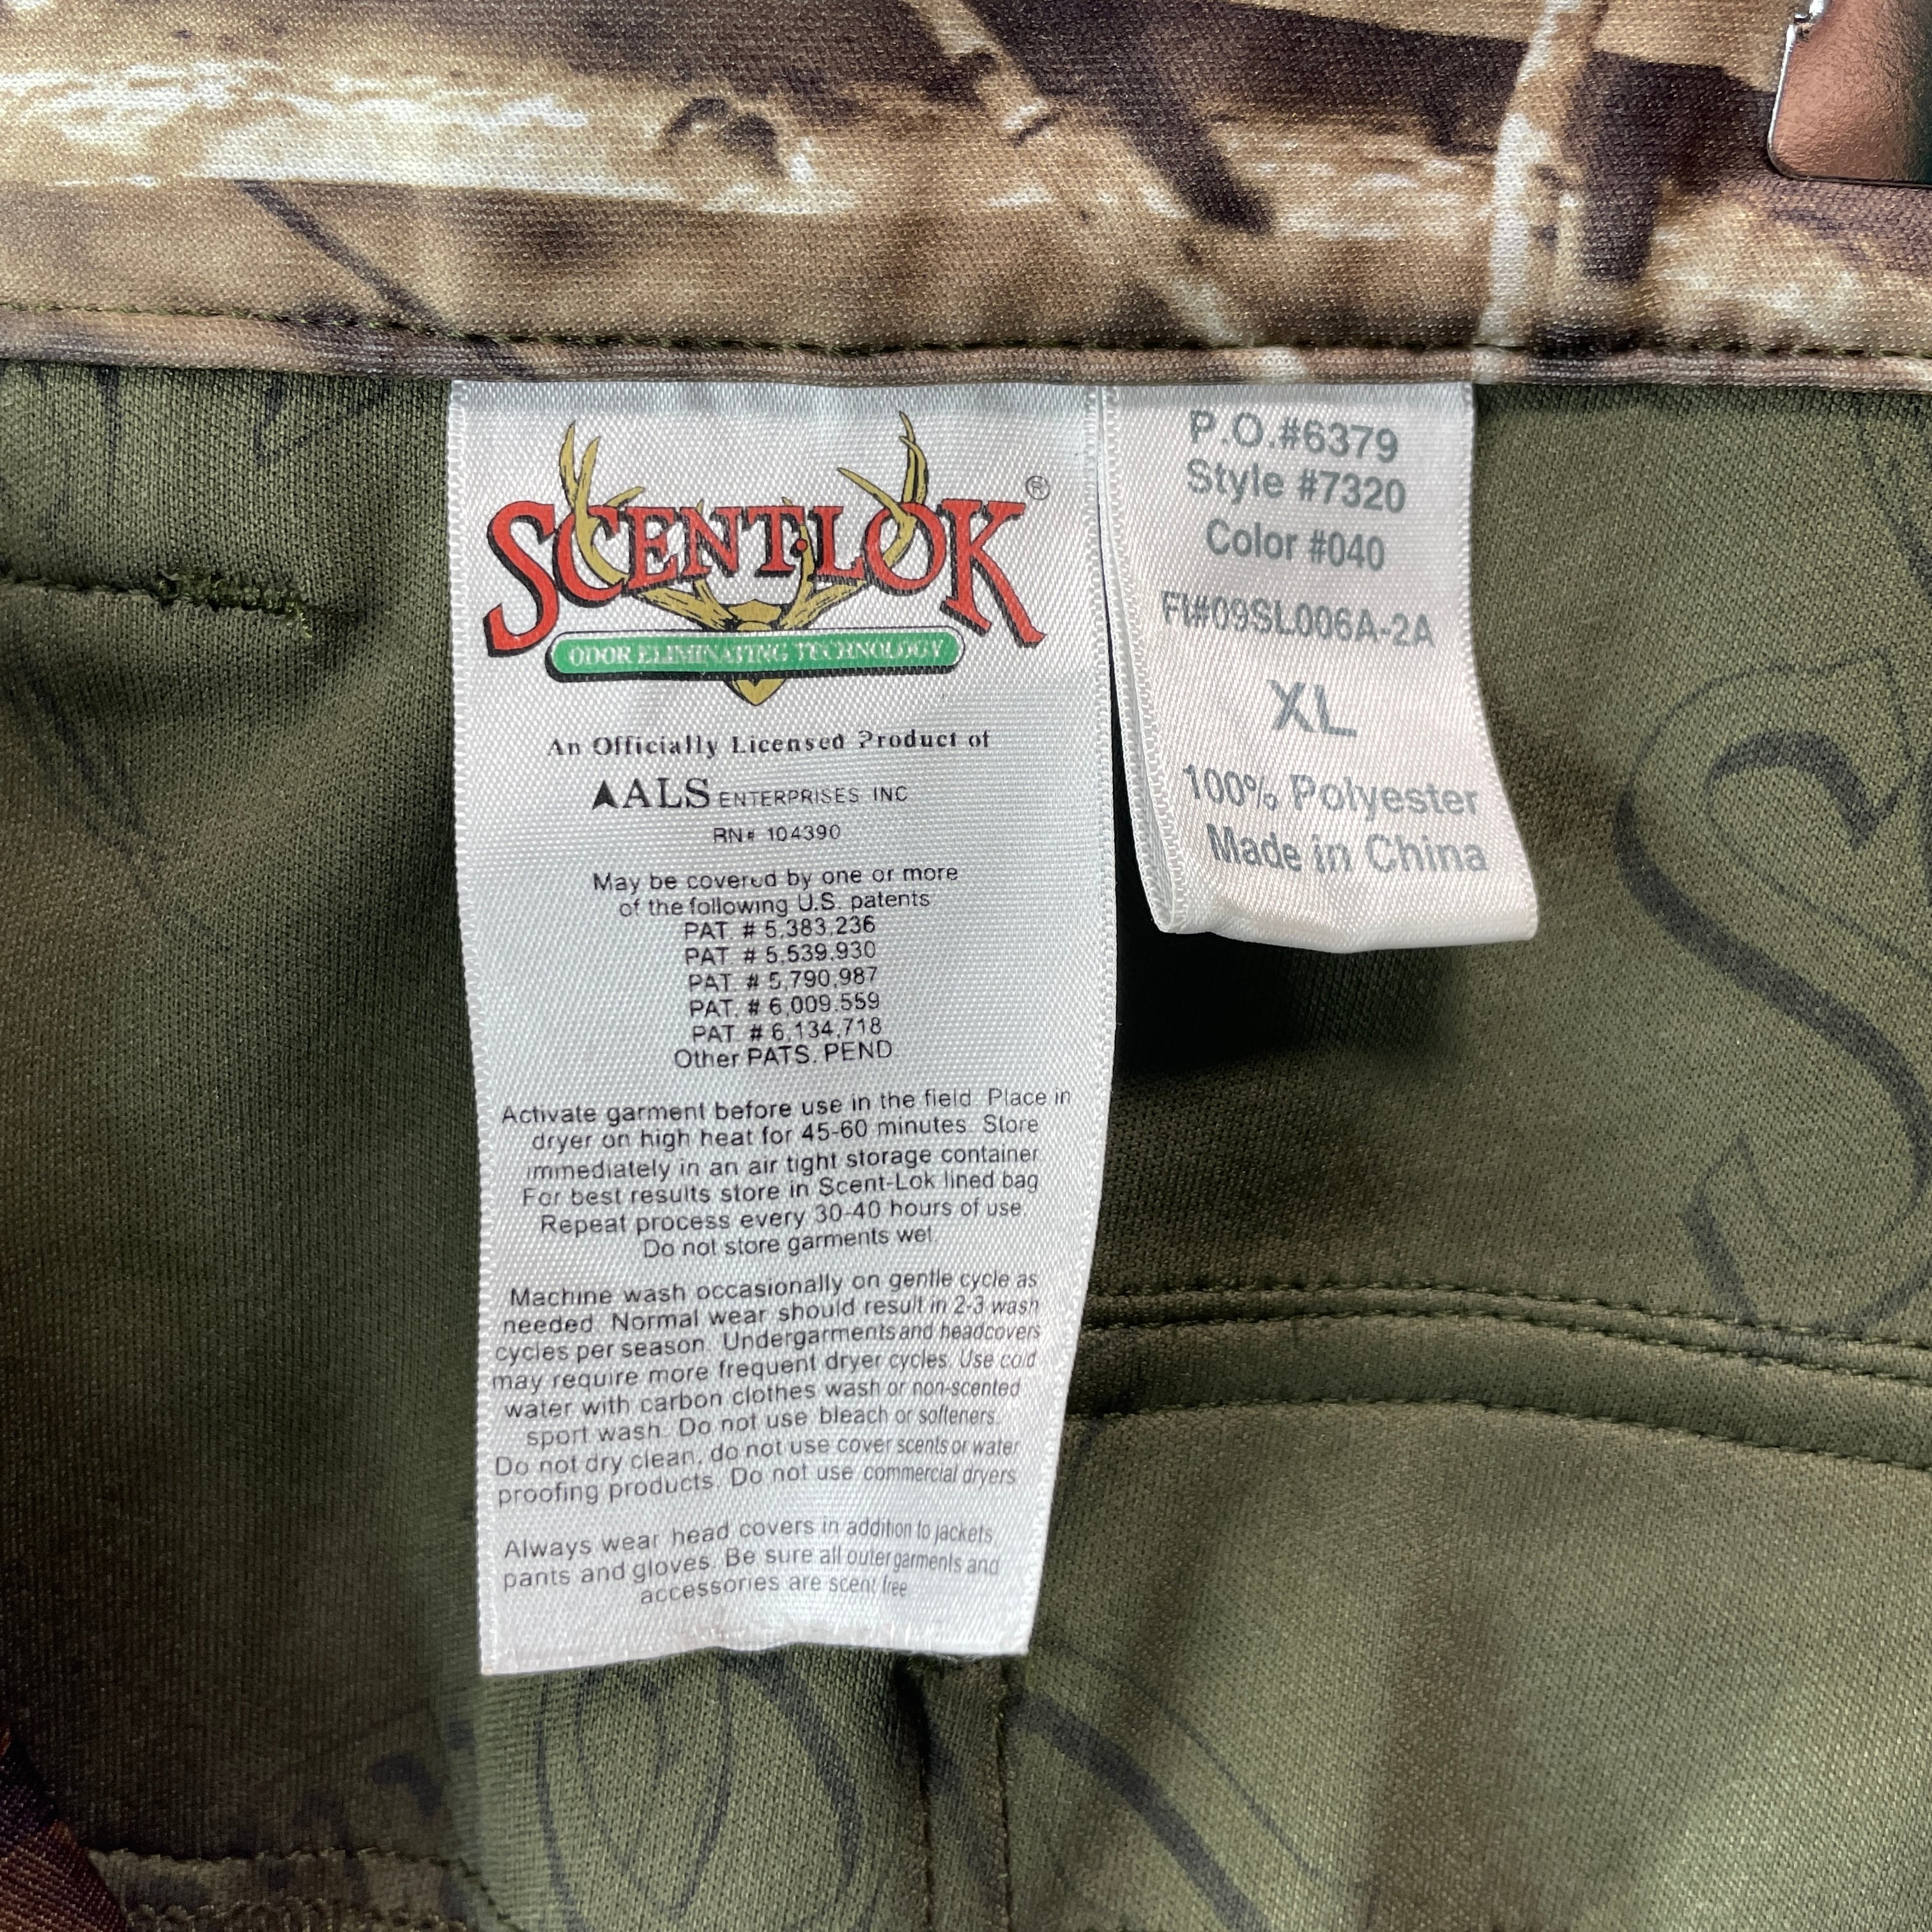 SCENT·LOK®
ODOR ELIMINATING TECHNOLOGY
An Officially Licensed Product of
ALS ENTERPRISES INC
RN# 104390
May be covered by one or more
of the following U.S. patents
PAT. # 5,383,236
PAT. # 5,539,930
PAT. # 5,790,987
PAT. # 6,009,559
PAT. # 6,134,718
Other PATS. PEND.
Activate garment before use in the field. Place in
dryer on high heat for 45-60 minutes. Store
immediately in an air tight storage container.
For best results store in Scent-Lok lined bag
Repeat process every 30-40 hours of use.
Do not store garments wet.
Machine wash occasionally on gentle cycle as
needed. Normal wear should result in 2-3 wash
cycles per season. Undergarments and headcovers
may require more frequent dryer cycles. Use cold
water with carbon clothes wash or non-scented
sport wash. Do not use bleach or softeners.
Do not dry clean, do not use cover scents or water
proofing products. Do not use commercial dryers
Always wear head covers in addition to jackets,
pants and gloves. Be sure all outer garments and
accessories are scent free
P.O.#6379
Style #7320
Color #040
FI#09SL006A-2A
XL
100% Polyester
Made in China
S